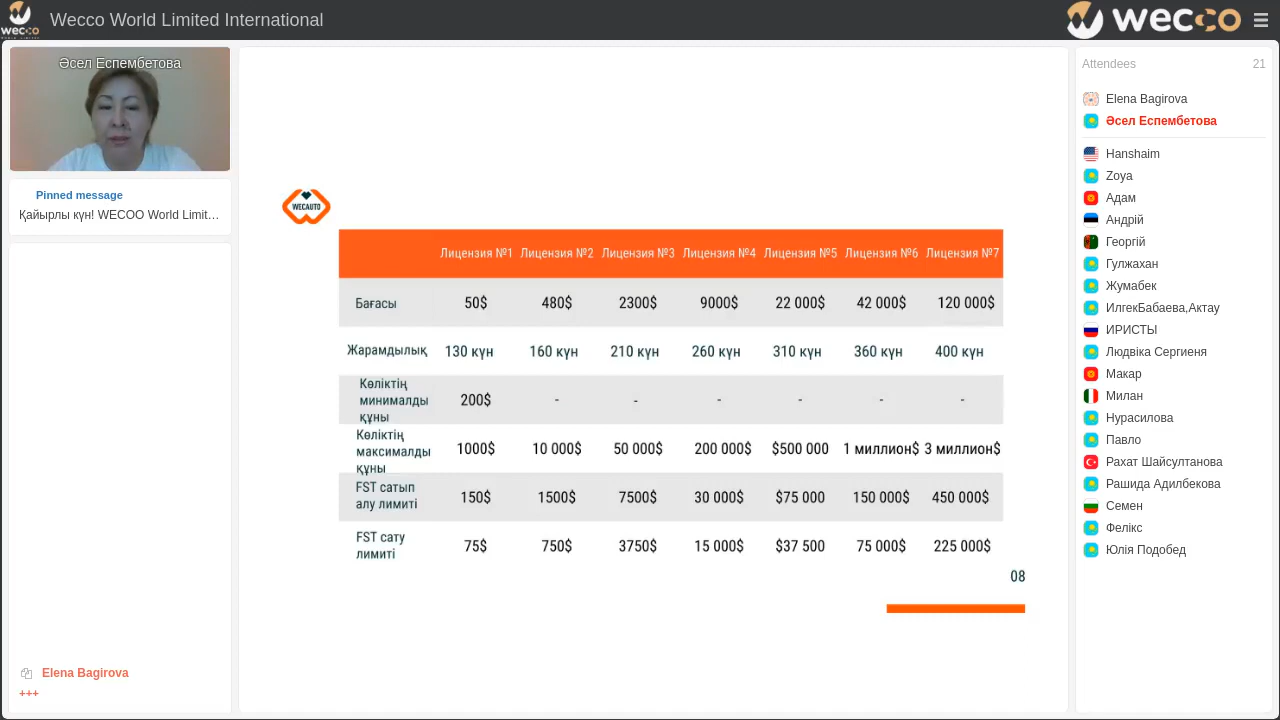 wecco
WORLD LIMITED
Wecco World Limited International
wecco
Әсел Еспембетова
Pinned message
Қайырлы күн! WECOO World Limit…
Elena Bagirova
+++
WECAUTO
Лицензия №1 Лицензия №2 Лицензия №3 Лицензия №4 Лицензия №5 Лицензия №6 Лицензия №7
Бағасы 50$ 480$ 2300$ 9000$ 22 000$ 42 000$ 120 000$
Жарамдылық 130 күн 160 күн 210 күн 260 күн 310 күн 360 күн 400 күн
Көліктің
минималды 200$ - - - - - -
құны
Көліктің
максималды 1000$ 10 000$ 50 000$ 200 000$ $500 000 1 миллион$ 3 миллион$
құны
FST сатып
алу лимиті 150$ 1500$ 7500$ 30 000$ $75 000 150 000$ 450 000$
FST сату
лимиті 75$ 750$ 3750$ 15 000$ $37 500 75 000$ 225 000$
08
Attendees 21
Elena Bagirova
Әсел Еспембетова
Hanshaim
Zoya
Адам
Андрій
Георгій
Гулжахан
Жумабек
ИлгекБабаева,Актау
ИРИСТЫ
Людвіка Сергиеня
Макар
Милан
Нурасилова
Павло
Рахат Шайсултанова
Рашида Адилбекова
Семен
Фелікс
Юлія Подобед